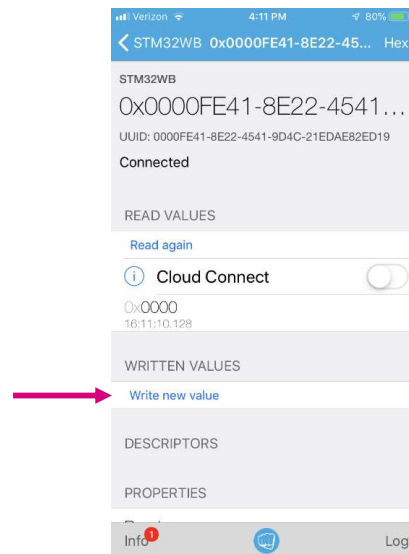 Verizon 4:11 PM 80%
STM32WB 0x0000FE41-8E22-45... Hex
STM32WB
0x0000FE41-8E22-4541...
UUID: 0000FE41-8E22-4541-9D4C-21EDAE82ED19
Connected
READ VALUES
Read again
i Cloud Connect
0x0000
16:11:10.128
WRITTEN VALUES
Write new value
DESCRIPTORS
PROPERTIES
Info 1 Log